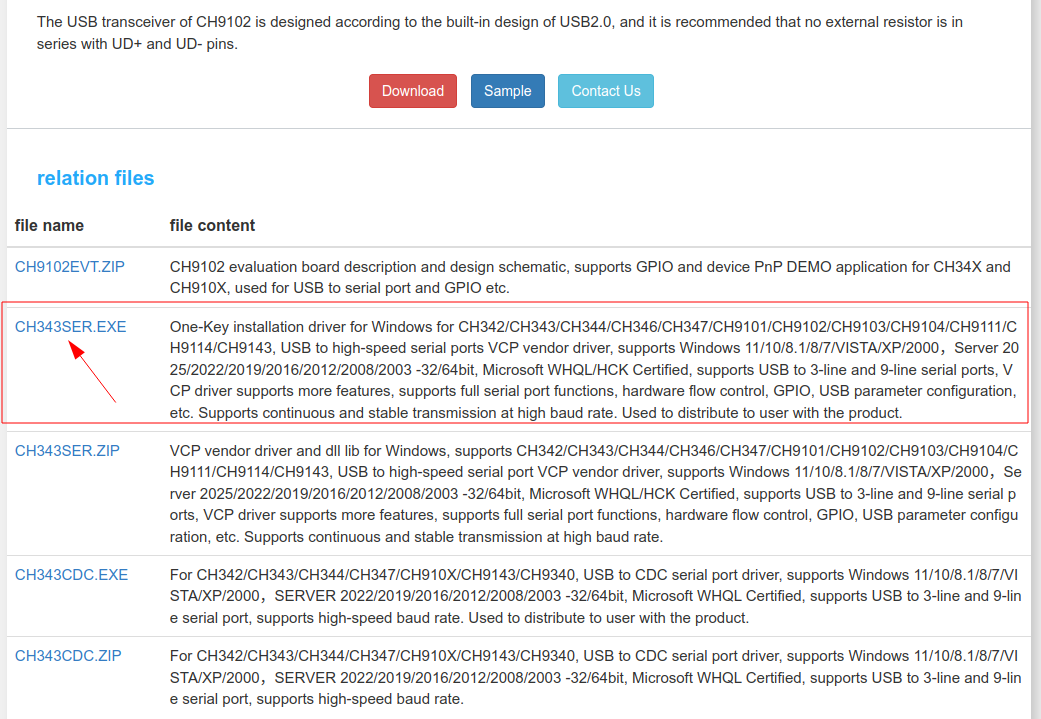 The USB transceiver of CH9102 is designed according to the built-in design of USB2.0, and it is recommended that no external resistor is in
series with UD+ and UD- pins.
Download Sample Contact Us
relation files
file name file content
CH9102EVT.ZIP CH9102 evaluation board description and design schematic, supports GPIO and device PnP DEMO application for CH34X and
CH910X, used for USB to serial port and GPIO etc.
CH343SER.EXE One-Key installation driver for Windows for CH342/CH343/CH344/CH346/CH347/CH9101/CH9102/CH9103/CH9104/CH9111/C
H9114/CH9143, USB to high-speed serial ports VCP vendor driver, supports Windows 11/10/8.1/8/7/VISTA/XP/2000，Server 20
25/2022/2019/2016/2012/2008/2003 -32/64bit, Microsoft WHQL/HCK Certified, supports USB to 3-line and 9-line serial ports, V
CP driver supports more features, supports full serial port functions, hardware flow control, GPIO, USB parameter configuration,
etc. Supports continuous and stable transmission at high baud rate. Used to distribute to user with the product.
CH343SER.ZIP VCP vendor driver and dll lib for Windows, supports CH342/CH343/CH344/CH346/CH347/CH9101/CH9102/CH9103/CH9104/C
H9111/CH9114/CH9143, USB to high-speed serial port VCP vendor driver, supports Windows 11/10/8.1/8/7/VISTA/XP/2000，Se
rver 2025/2022/2019/2016/2012/2008/2003 -32/64bit, Microsoft WHQL/HCK Certified, supports USB to 3-line and 9-line serial p
orts, VCP driver supports more features, supports full serial port functions, hardware flow control, GPIO, USB parameter configu
ration, etc. Supports continuous and stable transmission at high baud rate.
CH343CDC.EXE For CH342/CH343/CH344/CH347/CH910X/CH9143/CH9340, USB to CDC serial port driver, supports Windows 11/10/8.1/8/7/VI
STA/XP/2000，SERVER 2022/2019/2016/2012/2008/2003 -32/64bit, Microsoft WHQL Certified, supports USB to 3-line and 9-lin
e serial port, supports high-speed baud rate. Used to distribute to user with the product.
CH343CDC.ZIP For CH342/CH343/CH344/CH347/CH910X/CH9143/CH9340, USB to CDC serial port driver, supports Windows 11/10/8.1/8/7/VI
STA/XP/2000，SERVER 2022/2019/2016/2012/2008/2003 -32/64bit, Microsoft WHQL Certified, supports USB to 3-line and 9-lin
e serial port, supports high-speed baud rate.